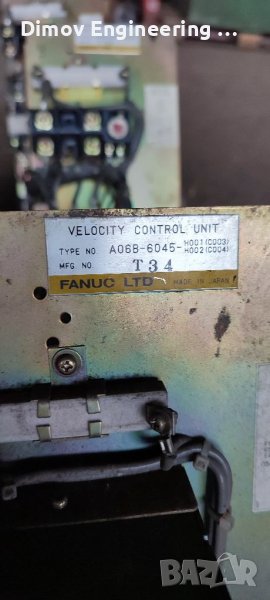 Dimov Engineering ...
VELOCITY CONTROL UNIT
TYPE NO. A06B-6045-H001(C003)
H002(C004)
MFG NO. T34
FANUC LTD MADE IN JAPAN
BAZAR.bg